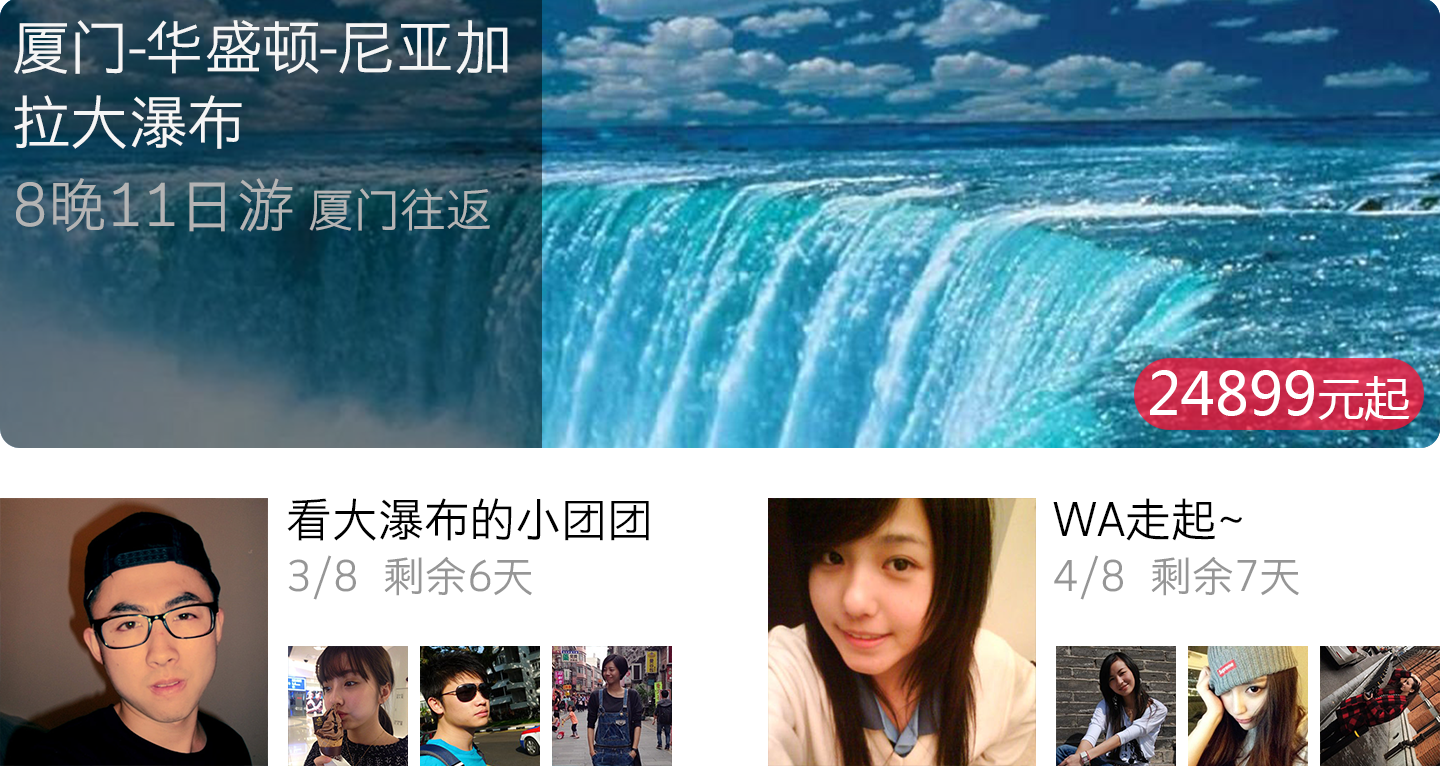 厦门-华盛顿-尼亚加
拉大瀑布
8晚11日游 厦门往返
24899元起
看大瀑布的小团团
3/8 剩余6天
WA走起~
4/8 剩余7天